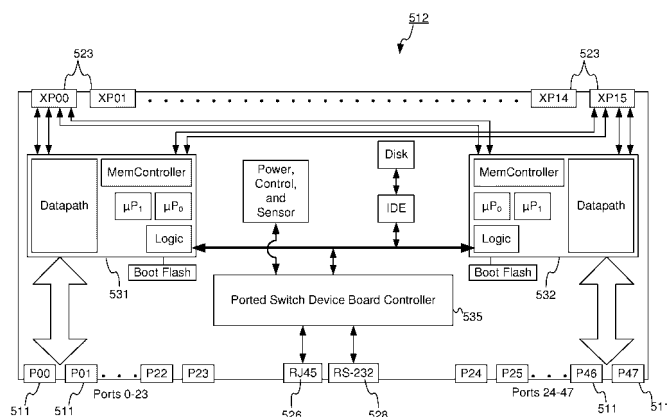 512
523
523
XP00
XP01
XP14
XP15
Disk
MemController
Power,
Control,
and
Sensor
MemController
Datapath
µP1
µP0
IDE
µP0
µP1
Datapath
Logic
Logic
Boot Flash
Boot Flash
531
532
Ported Switch Device Board Controller
535
P00
P01
P22
P23
RJ45
RS-232
P24
P25
P46
P47
Ports 0-23
Ports 24-47
511
511
526
528
511
511